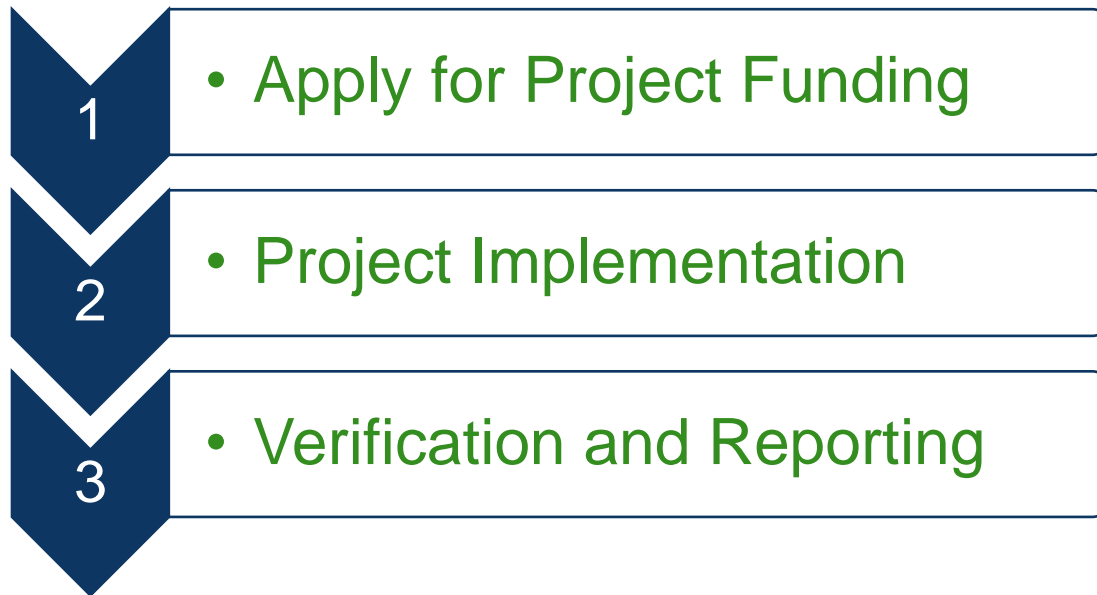 1
• Apply for Project Funding
2
• Project Implementation
3
• Verification and Reporting